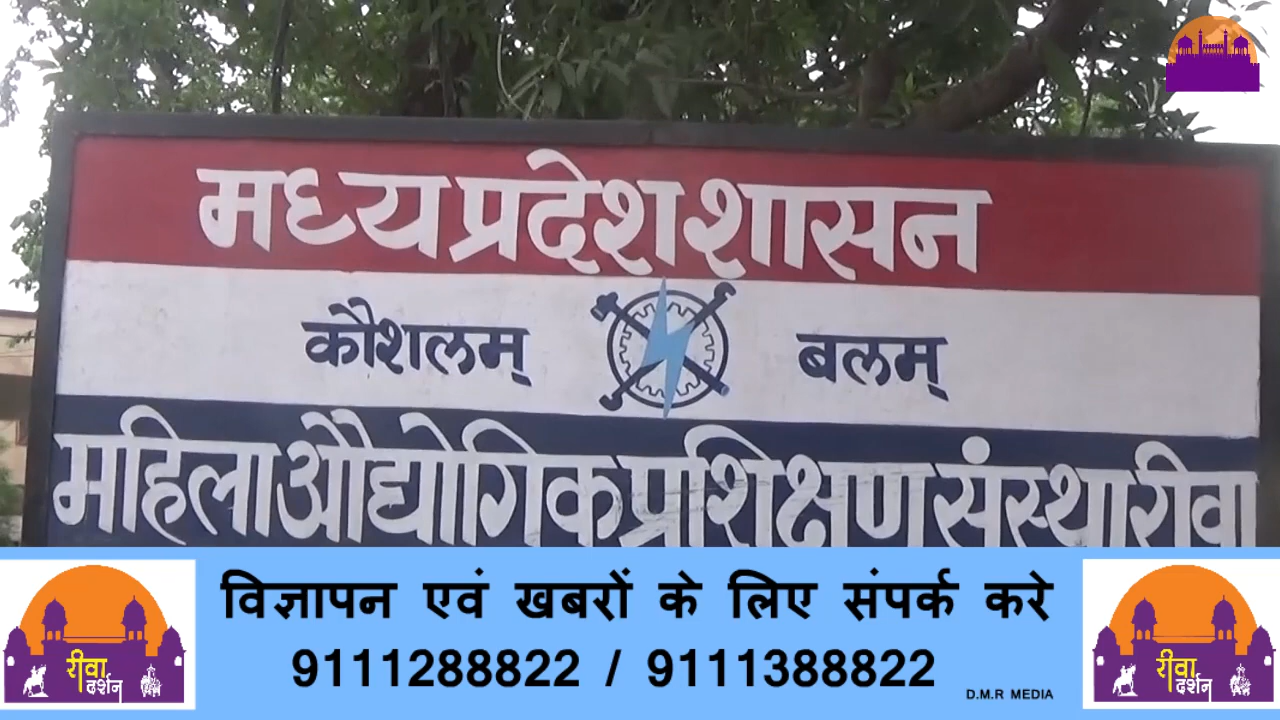 मध्यप्रदेश शासन
कौशलम् बलम्
महिला औद्योगिक प्रशिक्षण संस्था रीवा
विज्ञापन एवं खबरों के लिए संपर्क करे
9111288822 / 9111388822
D.M.R MEDIA
रीवा
दर्शन
रीवा
दर्शन